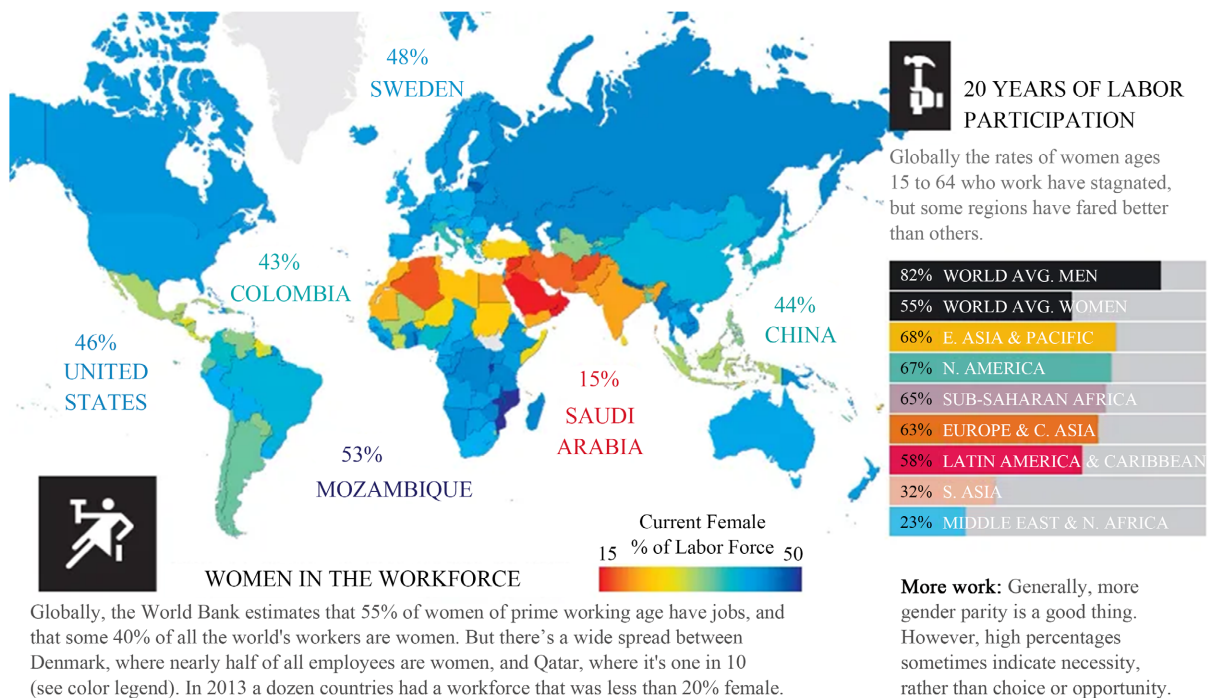 48%
SWEDEN
43%
COLOMBIA
46%
UNITED
STATES
44%
CHINA
15%
SAUDI
ARABIA
53%
MOZAMBIQUE
Current Female
% of Labor Force
15
50
WOMEN IN THE WORKFORCE
Globally, the World Bank estimates that 55% of women of prime working age have jobs, and
that some 40% of all the world's workers are women. But there’s a wide spread between
Denmark, where nearly half of all employees are women, and Qatar, where it's one in 10
(see color legend). In 2013 a dozen countries had a workforce that was less than 20% female.
20 YEARS OF LABOR
PARTICIPATION
Globally the rates of women ages
15 to 64 who work have stagnated,
but some regions have fared better
than others.
82% WORLD AVG. MEN
55% WORLD AVG. WOMEN
68% E. ASIA & PACIFIC
67% N. AMERICA
65% SUB-SAHARAN AFRICA
63% EUROPE & C. ASIA
58% LATIN AMERICA & CARIBBEAN
32% S. ASIA
23% MIDDLE EAST & N. AFRICA
More work: Generally, more
gender parity is a good thing.
However, high percentages
sometimes indicate necessity,
rather than choice or opportunity.